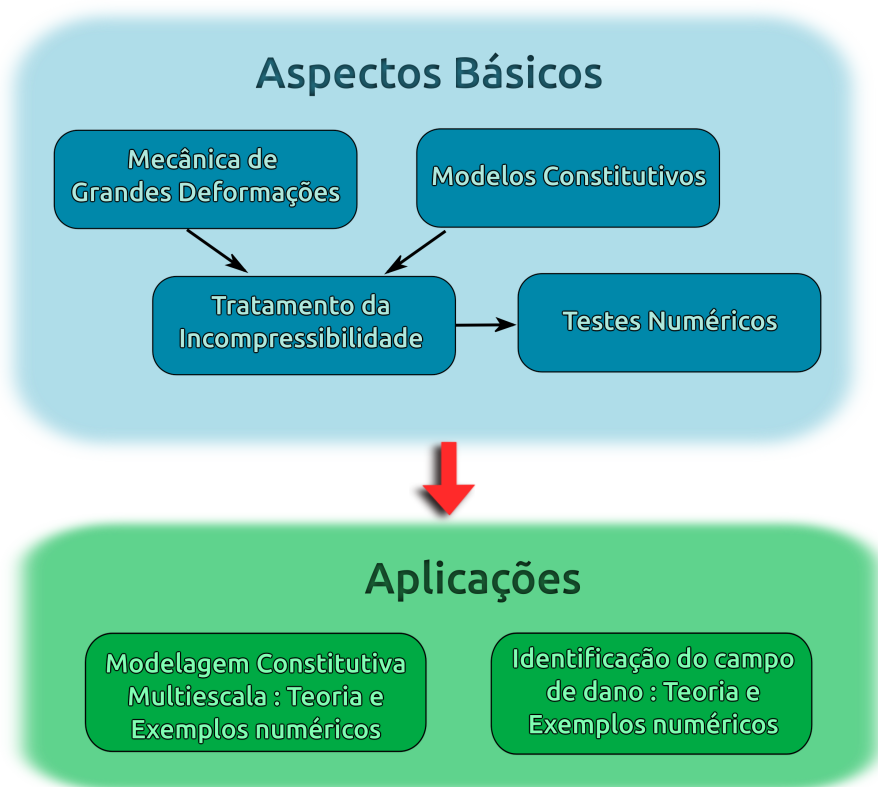 Aspectos Básicos
Mecânica de
Grandes Deformações
Modelos Constitutivos
Tratamento da
Incompressibilidade
Testes Numéricos
Aplicações
Modelagem Constitutiva
Multiescala : Teoria e
Exemplos numéricos
Identificação do campo
de dano : Teoria e
Exemplos numéricos